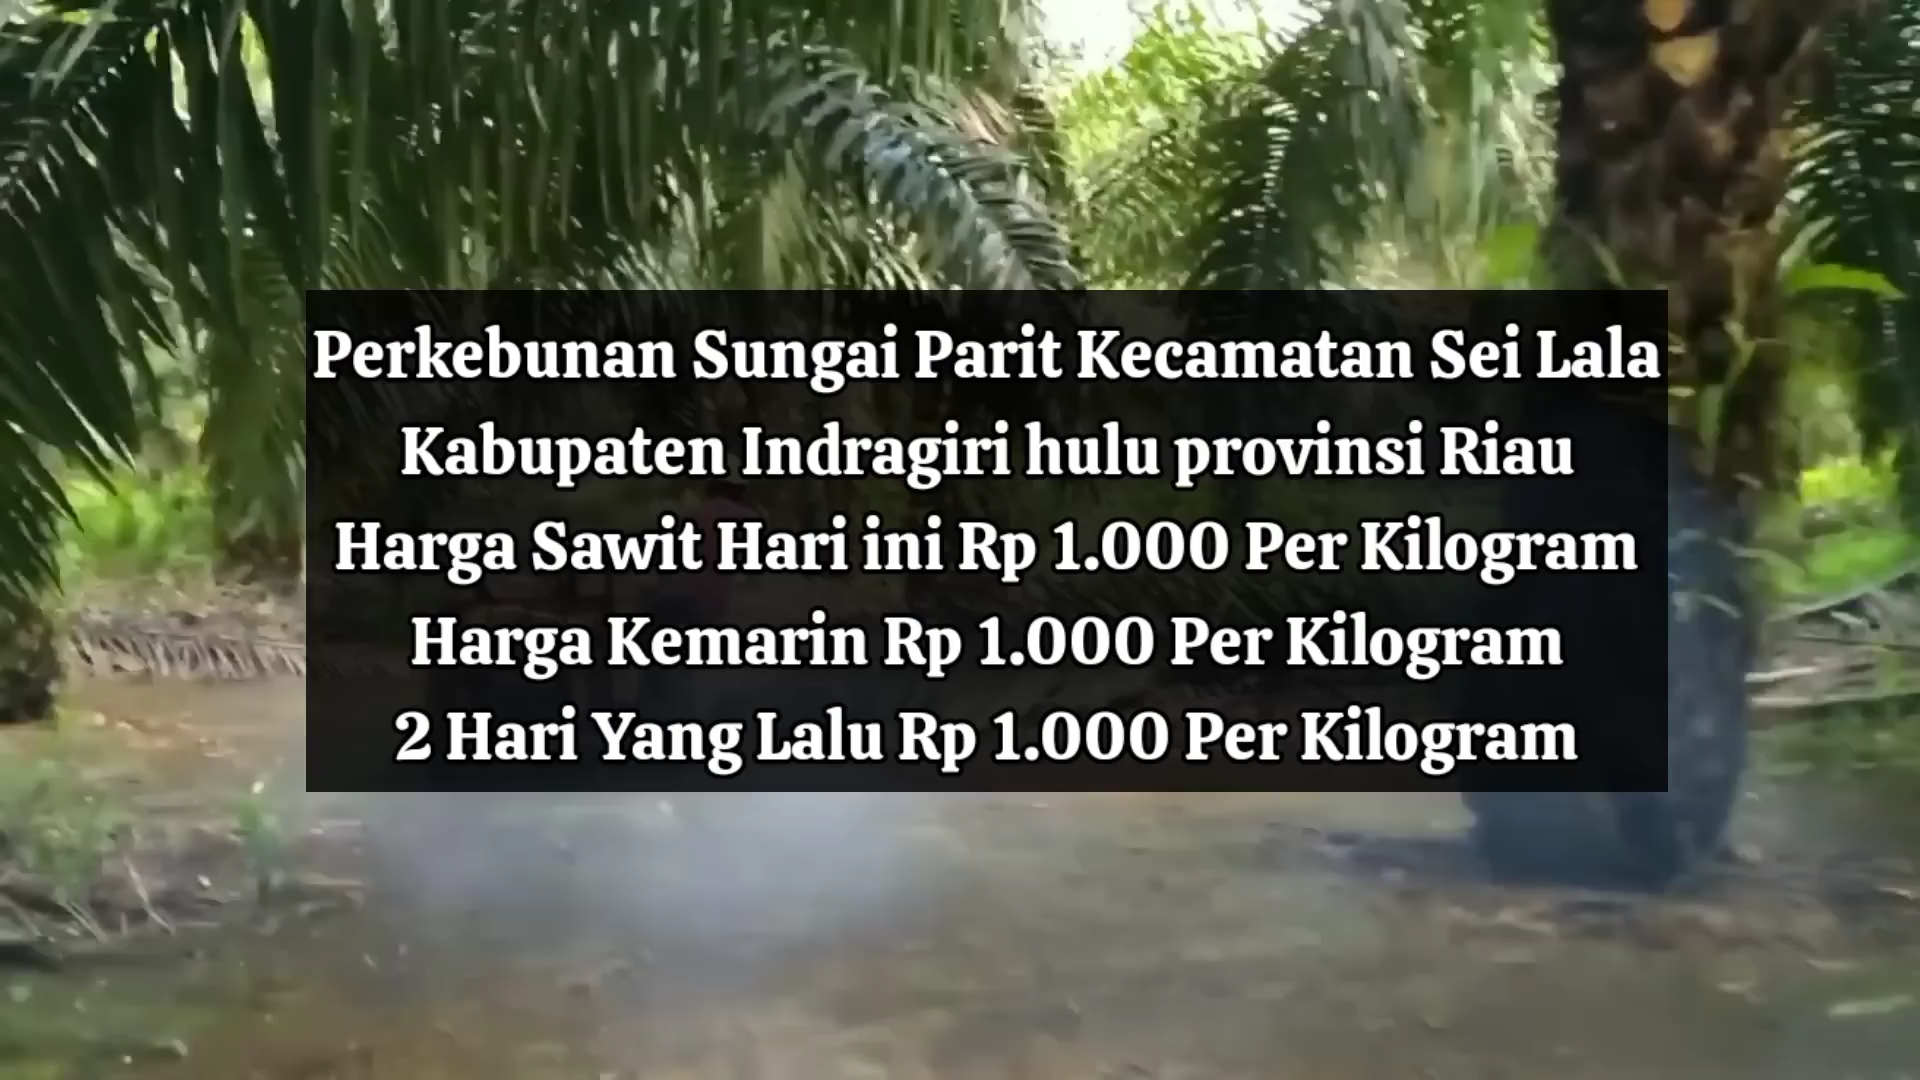 Perkebunan Sungai Parit Kecamatan Sei Lala
Kabupaten Indragiri hulu provinsi Riau
Harga Sawit Hari ini Rp 1.000 Per Kilogram
Harga Kemarin Rp 1.000 Per Kilogram
2 Hari Yang Lalu Rp 1.000 Per Kilogram